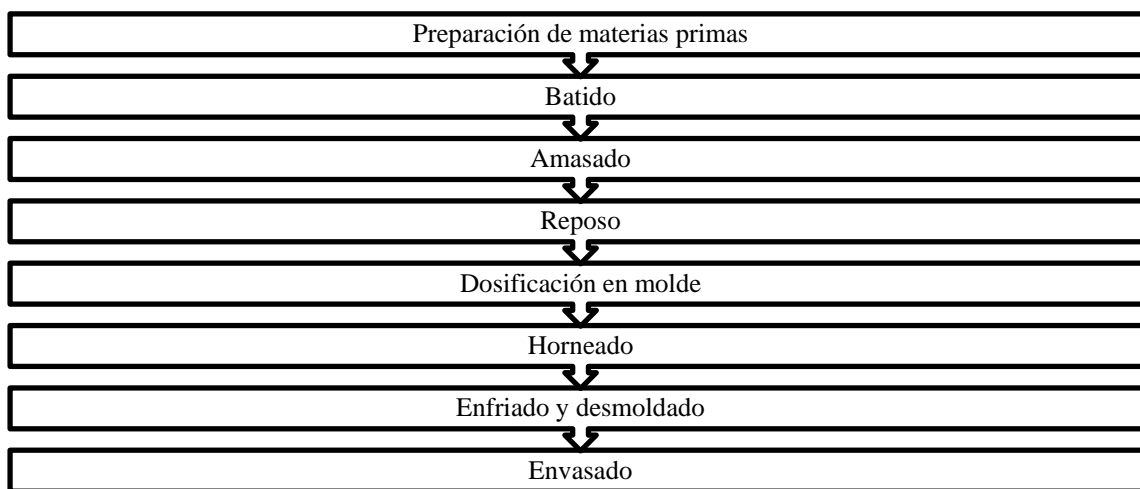 Preparación de materias primas
Batido
Amasado
Reposo
Dosificación en molde
Horneado
Enfriado y desmoldado
Envasado